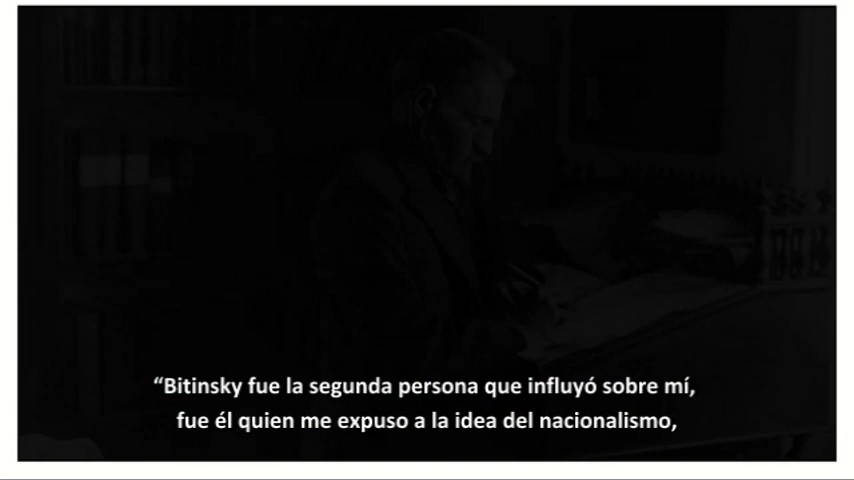 “Bitinsky fue la segunda persona que influyó sobre mí,
fue él quien me expuso a la idea del nacionalismo,